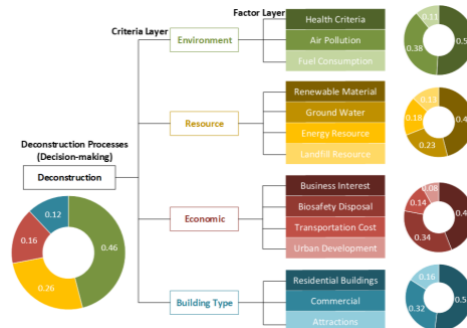 Factor Layer
Criteria Layer
Health Criteria
Environment
Air Pollution
Fuel Consumption
0.11
0.38
Renewable Material
Resource
Ground Water
Energy Resource
Landfill Resource
0.18
0.23
Deconstruction Processes
(Decision-making)
Deconstruction
0.12
0.16
0.46
0.26
Business Interest
Economic
Biosafety Disposal
Transportation Cost
Urban Development
0.08
0.14
0.34
Residential Buildings
Building Type
Commercial
Attractions
0.16
0.32